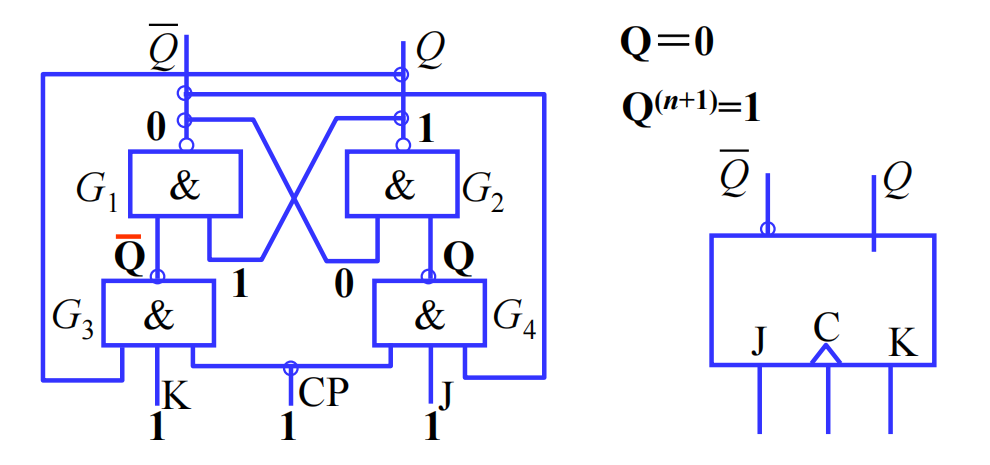 Q̅ Q
0 1
G₁ & & G₂
Q̅ Q
1 0
G₃ & & G₄
K CP J
1 1 1
Q=0
Q⁽ⁿ⁺¹⁾=1
Q̅ Q
J C K